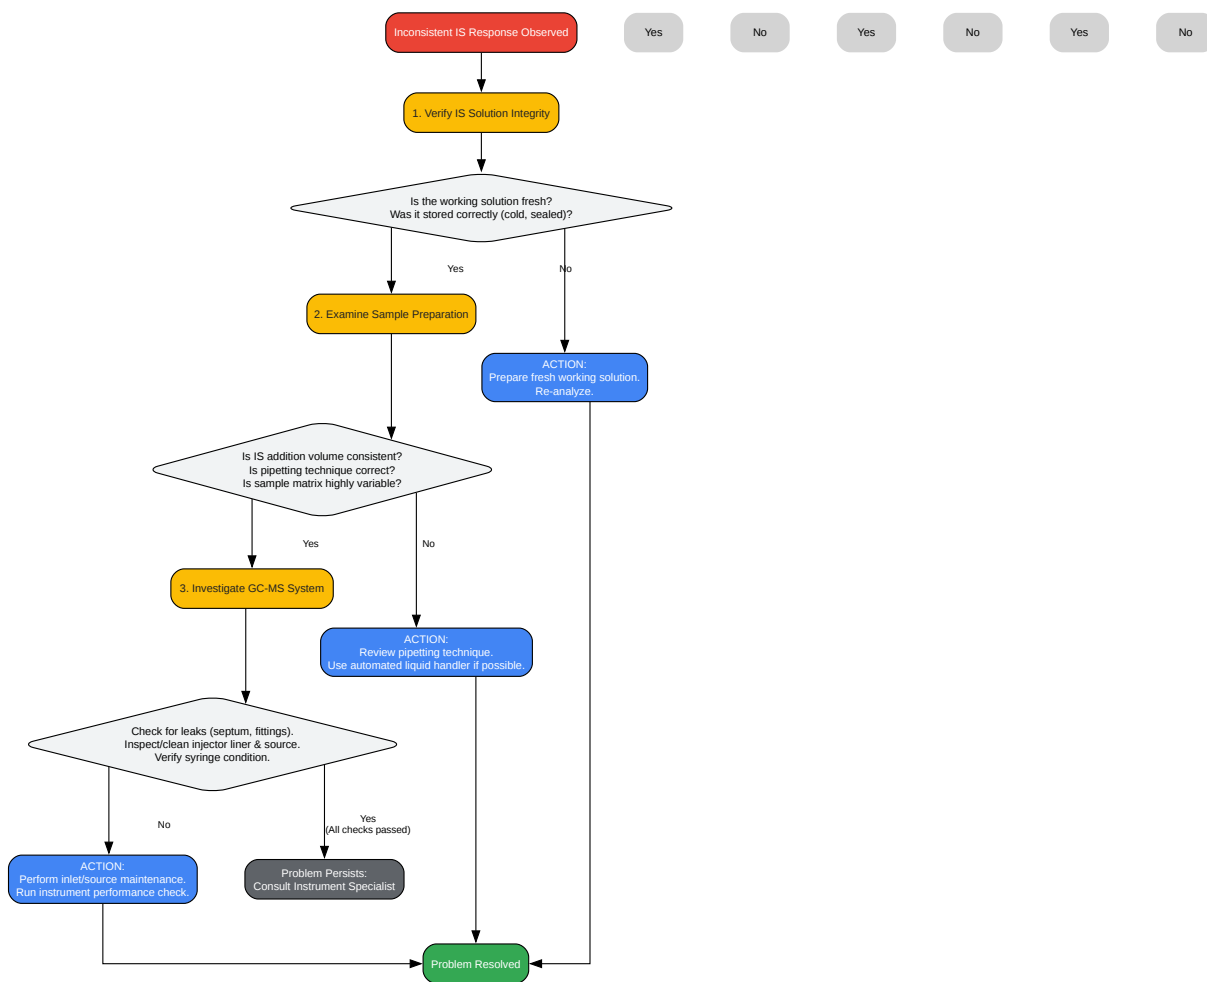 Inconsistent IS Response Observed
Yes
No
Yes
No
Yes
No
1. Verify IS Solution Integrity
Is the working solution fresh?
Was it stored correctly (cold, sealed)?
Yes
No
2. Examine Sample Preparation
ACTION:
Prepare fresh working solution.
Re-analyze.
Is IS addition volume consistent?
Is pipetting technique correct?
Is sample matrix highly variable?
Yes
No
3. Investigate GC-MS System
ACTION:
Review pipetting technique.
Use automated liquid handler if possible.
Check for leaks (septum, fittings).
Inspect/clean injector liner & source.
Verify syringe condition.
No
Yes
(All checks passed)
ACTION:
Perform inlet/source maintenance.
Run instrument performance check.
Problem Persists:
Consult Instrument Specialist
Problem Resolved